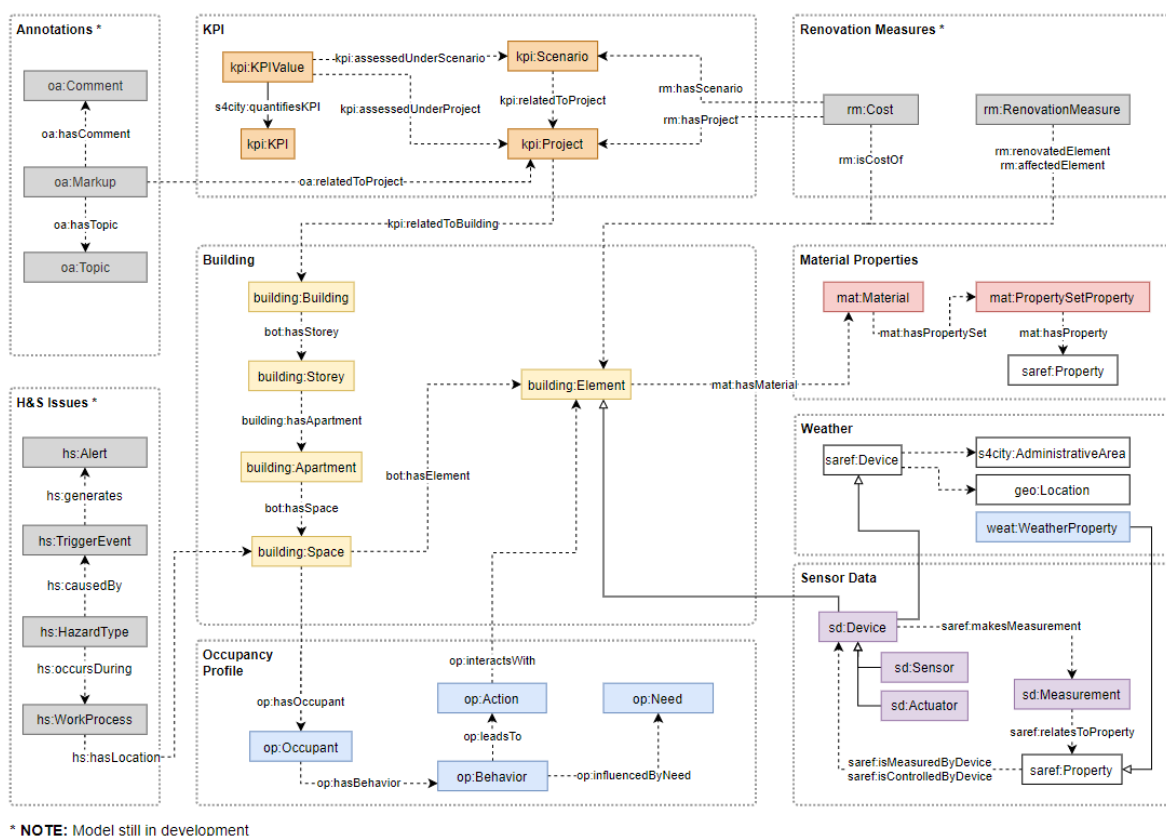 Annotations *
oa:Comment
oa:hasComment
oa:Markup
oa:hasTopic
oa:Topic
oa:relatedToProject
KPI
kpi:KPIValue
kpi:assessedUnderScenario
kpi:Scenario
s4city:quantifiesKPI
kpi:assessedUnderProject
kpi:relatedToProject
kpi:KPI
kpi:Project
kpi:relatedToBuilding
Renovation Measures *
rm:hasScenario
rm:hasProject
rm:Cost
rm:RenovationMeasure
rm:isCostOf
rm:renovatedElement
rm:affectedElement
Building
building:Building
bot:hasStorey
building:Storey
building:hasApartment
building:Apartment
bot:hasSpace
building:Space
bot:hasElement
building:Element
mat:hasMaterial
Material Properties
mat:Material
mat:PropertySetProperty
mat:hasPropertySet
mat:hasProperty
saref:Property
H&S Issues *
hs:Alert
hs:generates
hs:TriggerEvent
hs:causedBy
hs:HazardType
hs:occursDuring
hs:WorkProcess
hs:hasLocation
Weather
saref:Device
s4city:AdministrativeArea
geo:Location
weat:WeatherProperty
Occupancy
Profile
op:interactsWith
op:Action
op:Need
op:hasOccupant
op:leadsTo
op:Occupant
op:hasBehavior
op:Behavior
op:influencedByNeed
Sensor Data
sd:Device
saref:makesMeasurement
sd:Sensor
sd:Actuator
sd:Measurement
saref:relatesToProperty
saref:isMeasuredByDevice
saref:isControlledByDevice
saref:Property
* NOTE: Model still in development